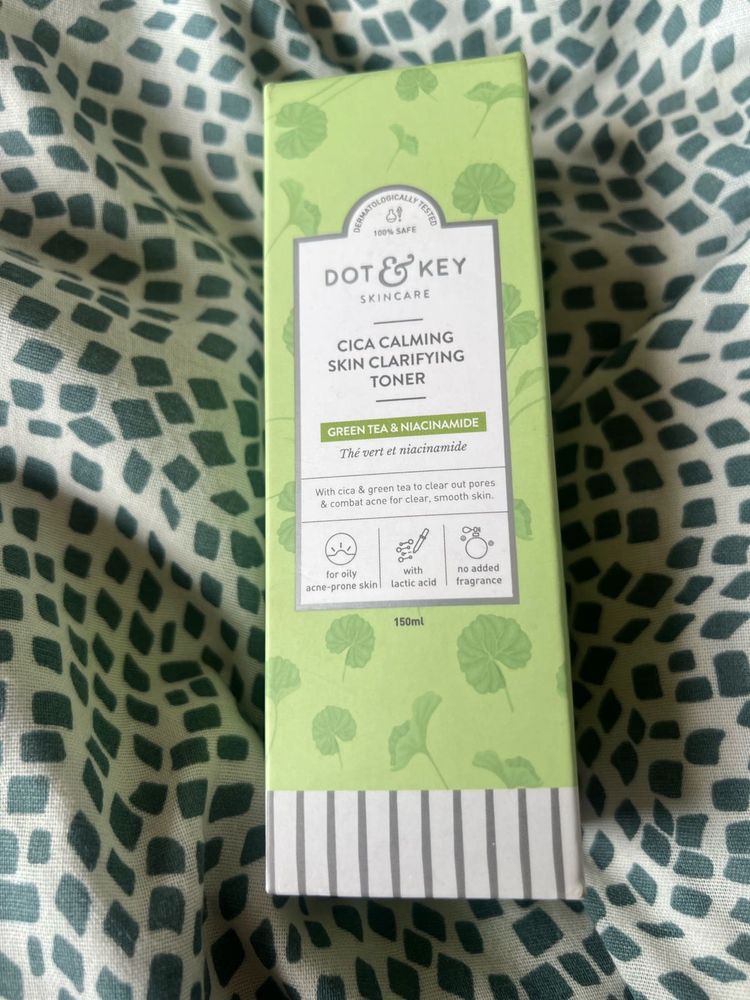 DERMATOLOGICALLY TESTED
100% SAFE
DOT & KEY
SKINCARE
CICA CALMING
SKIN CLARIFYING
TONER
GREEN TEA & NIACINAMIDE
Thé vert et niacinamide
With cica & green tea to clear out pores
& combat acne for clear, smooth skin.
for oily
acne-prone skin
with
lactic acid
no added
fragrance
150ml